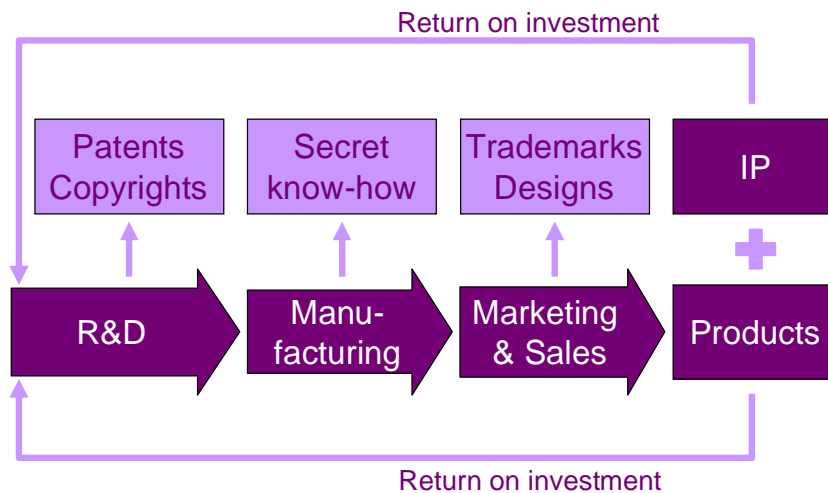 Return on investment
Patents
Copyrights
Secret
know-how
Trademarks
Designs
IP
R&D
Manu-
facturing
Marketing
& Sales
Products
Return on investment